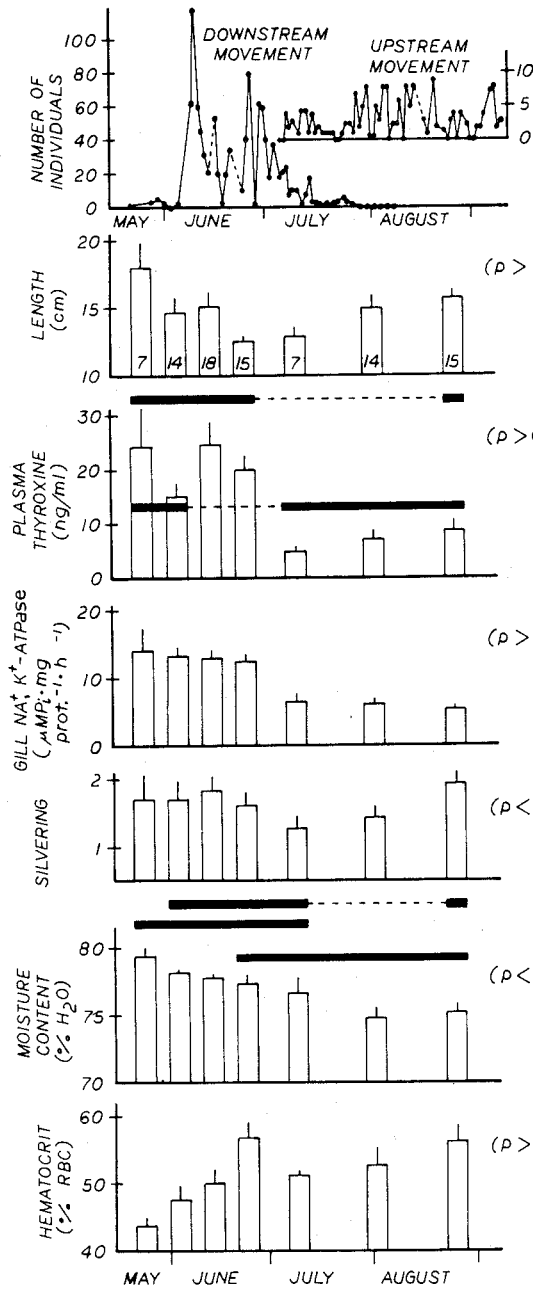 DOWNSTREAM
MOVEMENT
UPSTREAM
MOVEMENT
NUMBER OF
INDIVIDUALS
100
80
60
40
20
0
10
5
0
MAY JUNE JULY AUGUST
LENGTH
(cm)
20
15
10
7 14 18 15 7 14 15
(p >
PLASMA
THYROXINE
(ng/ml)
30
20
10
0
(p >
GILL NA+, K+-ATPase
(μMPi·mg
prot.-1·h-1)
20
10
0
(p >
SILVERING
2
1
(p <
MOISTURE
CONTENT
(% H2O)
80
75
70
(p <
HEMATOCRIT
(% RBC)
60
50
40
(p >
MAY JUNE JULY AUGUST